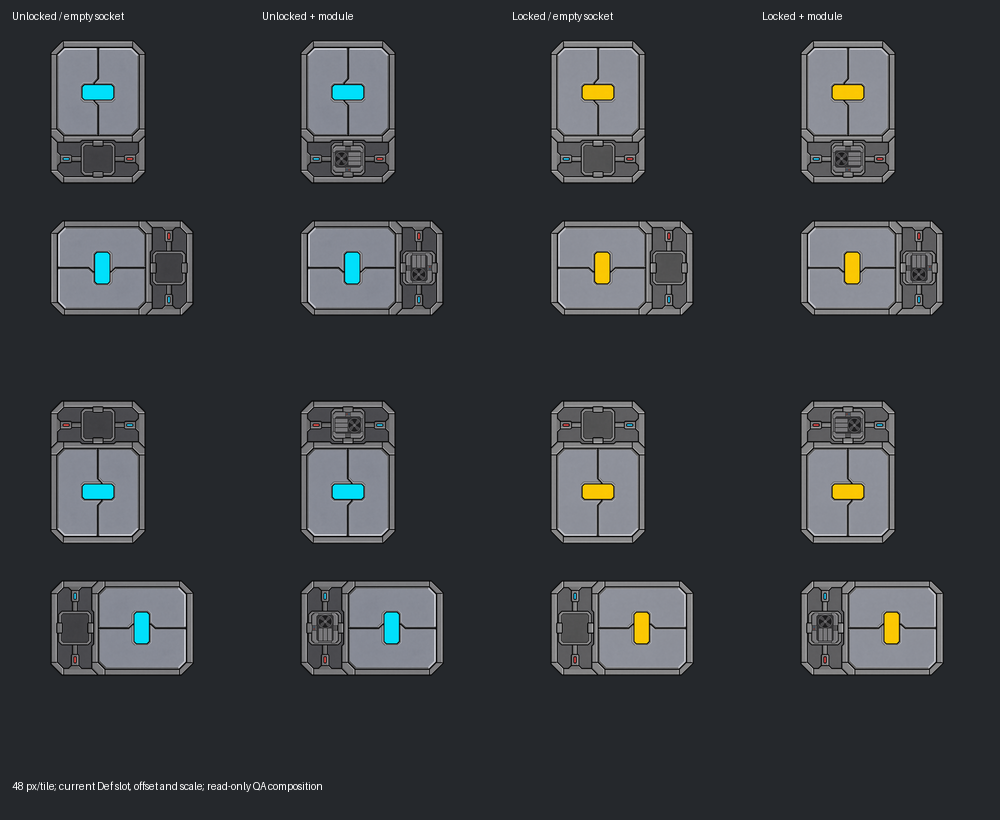 Unlocked / empty socket
Unlocked + module
Locked / empty socket
Locked + module
48 px/tile; current Def slot, offset and scale; read-only QA composition